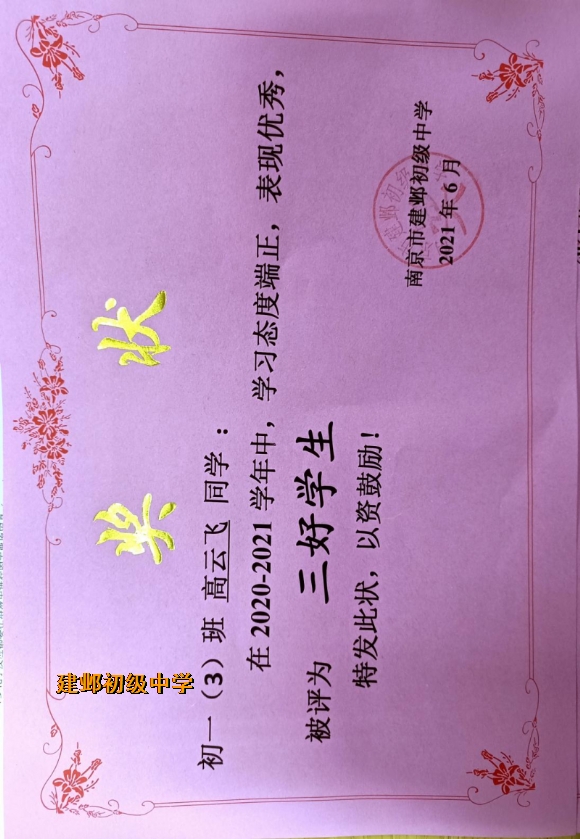 奖 状
初一（3）班 高云飞 同学：
在 2020-2021 学年中，学习态度端正，表现优秀，
被评为 三好学生
特发此状，以资鼓励！
南京市建邺初级中学
2021 年 6 月
建邺初级中学